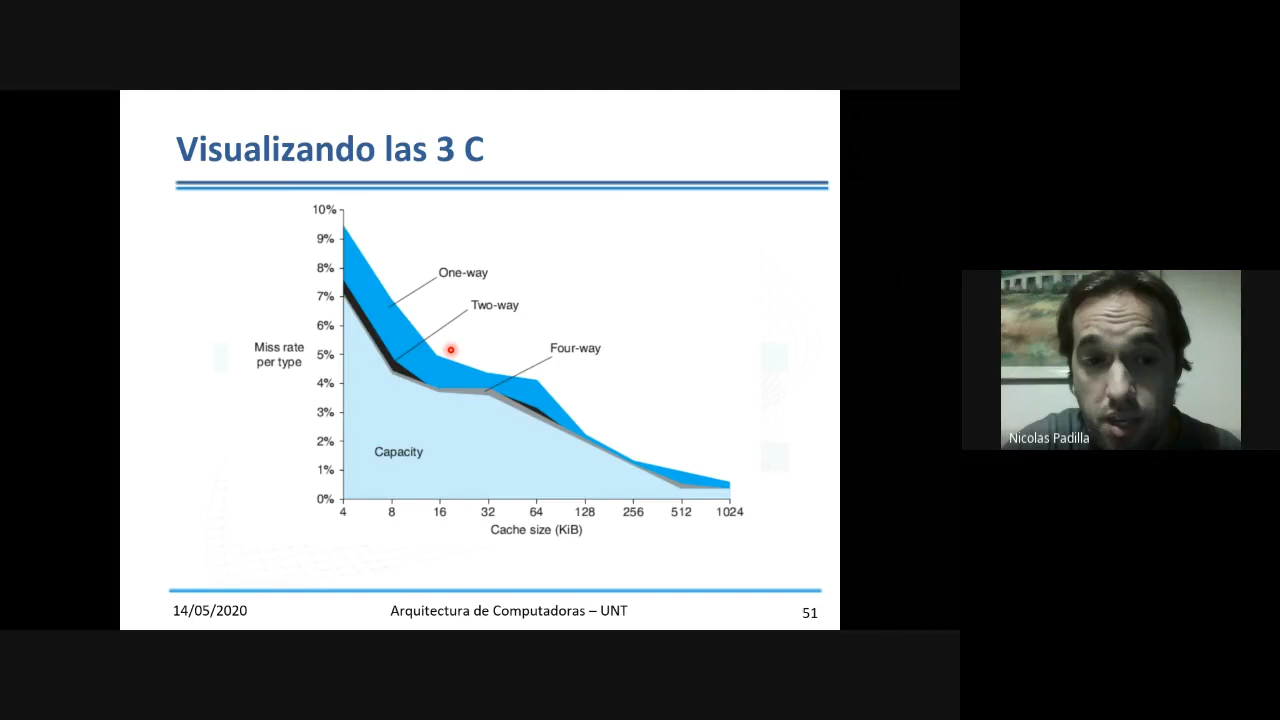 Visualizando las 3 C
10%
9%
8%
7%
6%
5%
4%
3%
2%
1%
0%
Miss rate
per type
One-way
Two-way
Four-way
Capacity
4 8 16 32 64 128 256 512 1024
Cache size (KiB)
14/05/2020 Arquitectura de Computadoras – UNT 51
Nicolas Padilla